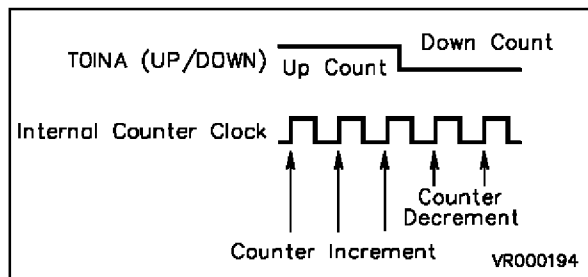 Down Count
TOINA (UP/DOWN)
Up Count
Internal Counter Clock
Counter
Decrement
Counter Increment
VR000194